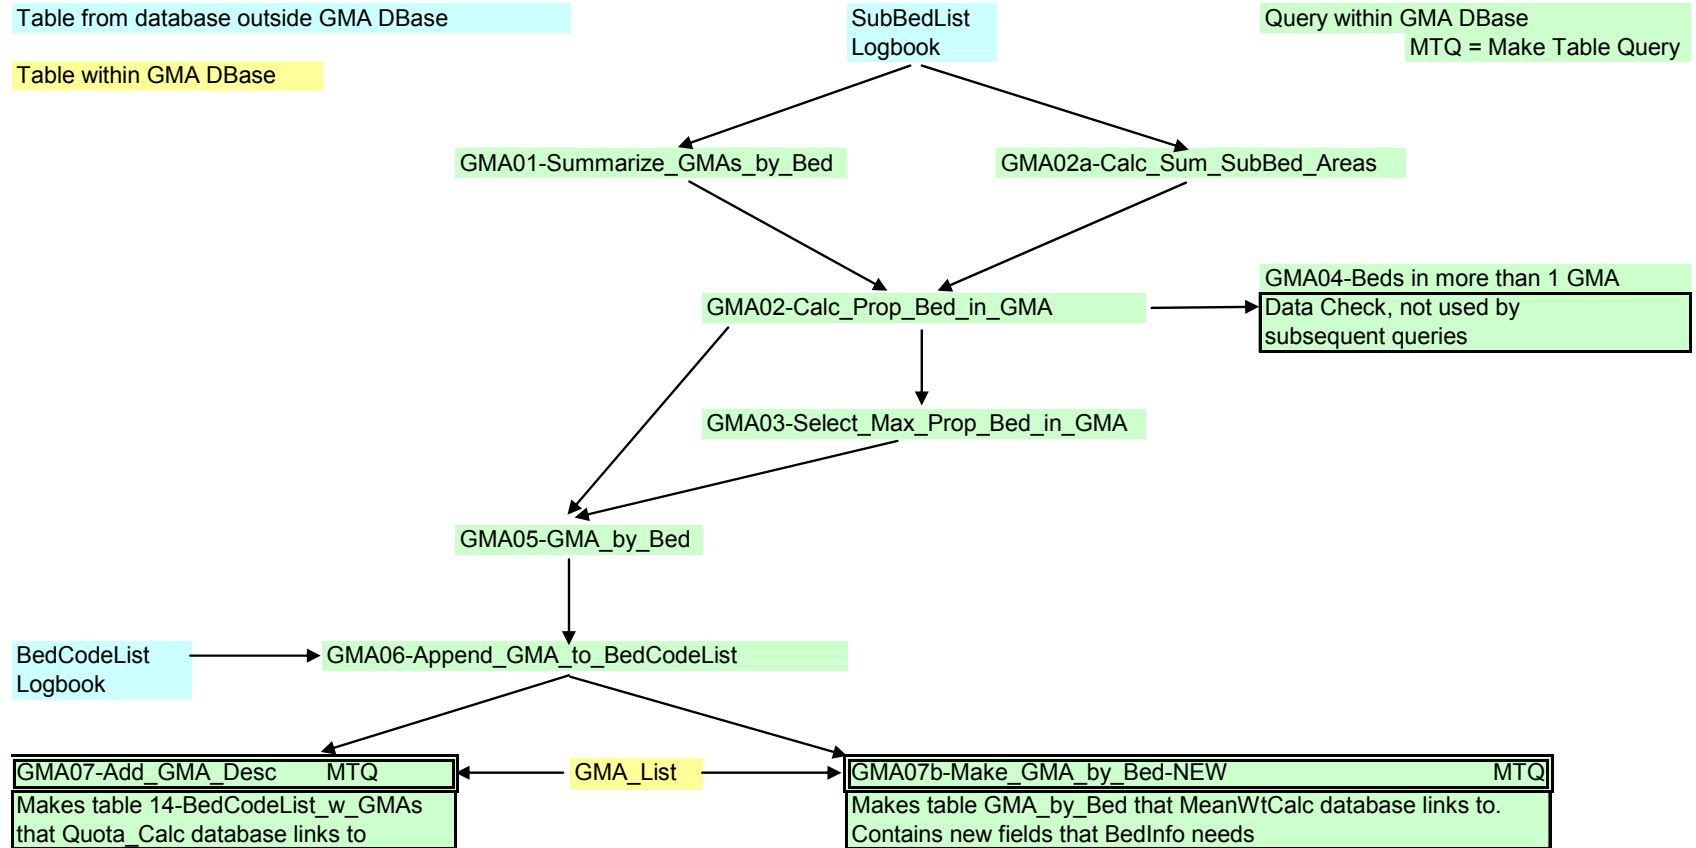 Table from database outside GMA DBase
SubBedList
Logbook
Query within GMA DBase
MTQ = Make Table Query
Table within GMA DBase
GMA01-Summarize_GMAs_by_Bed
GMA02a-Calc_Sum_SubBed_Areas
GMA02-Calc_Prop_Bed_in_GMA
GMA04-Beds in more than 1 GMA
Data Check, not used by
subsequent queries
GMA03-Select_Max_Prop_Bed_in_GMA
GMA05-GMA_by_Bed
BedCodeList
Logbook
GMA06-Append_GMA_to_BedCodeList
GMA07-Add_GMA_Desc MTQ
GMA_List
GMA07b-Make_GMA_by_Bed-NEW MTQ
Makes table 14-BedCodeList_w_GMAs
that Quota_Calc database links to
Makes table GMA_by_Bed that MeanWtCalc database links to.
Contains new fields that BedInfo needs